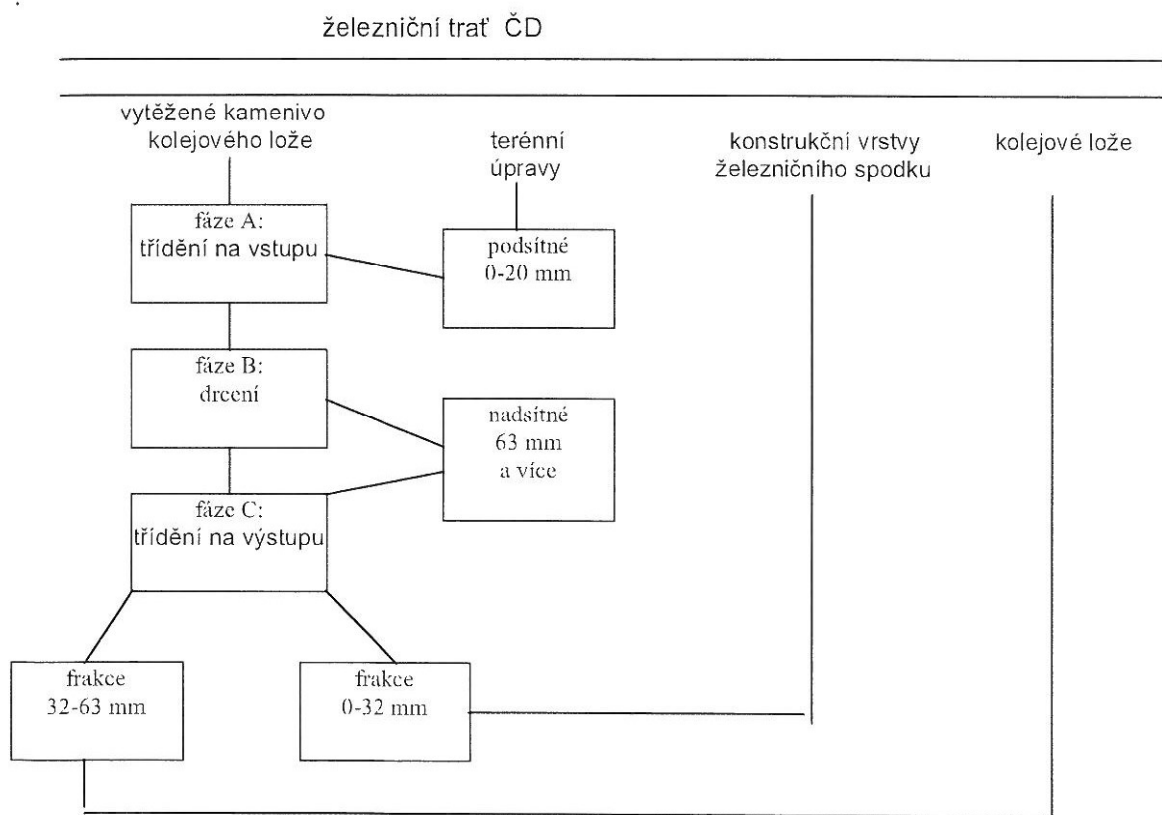 železniční trať ČD
vytěžené kamenivo
kolejového lože
terénní
úpravy
konstrukční vrstvy
železničního spodku
kolejové lože
fáze A:
třídění na vstupu
podsítné
0-20 mm
fáze B:
drcení
nadsítné
63 mm
a více
fáze C:
třídění na výstupu
frakce
32-63 mm
frakce
0-32 mm